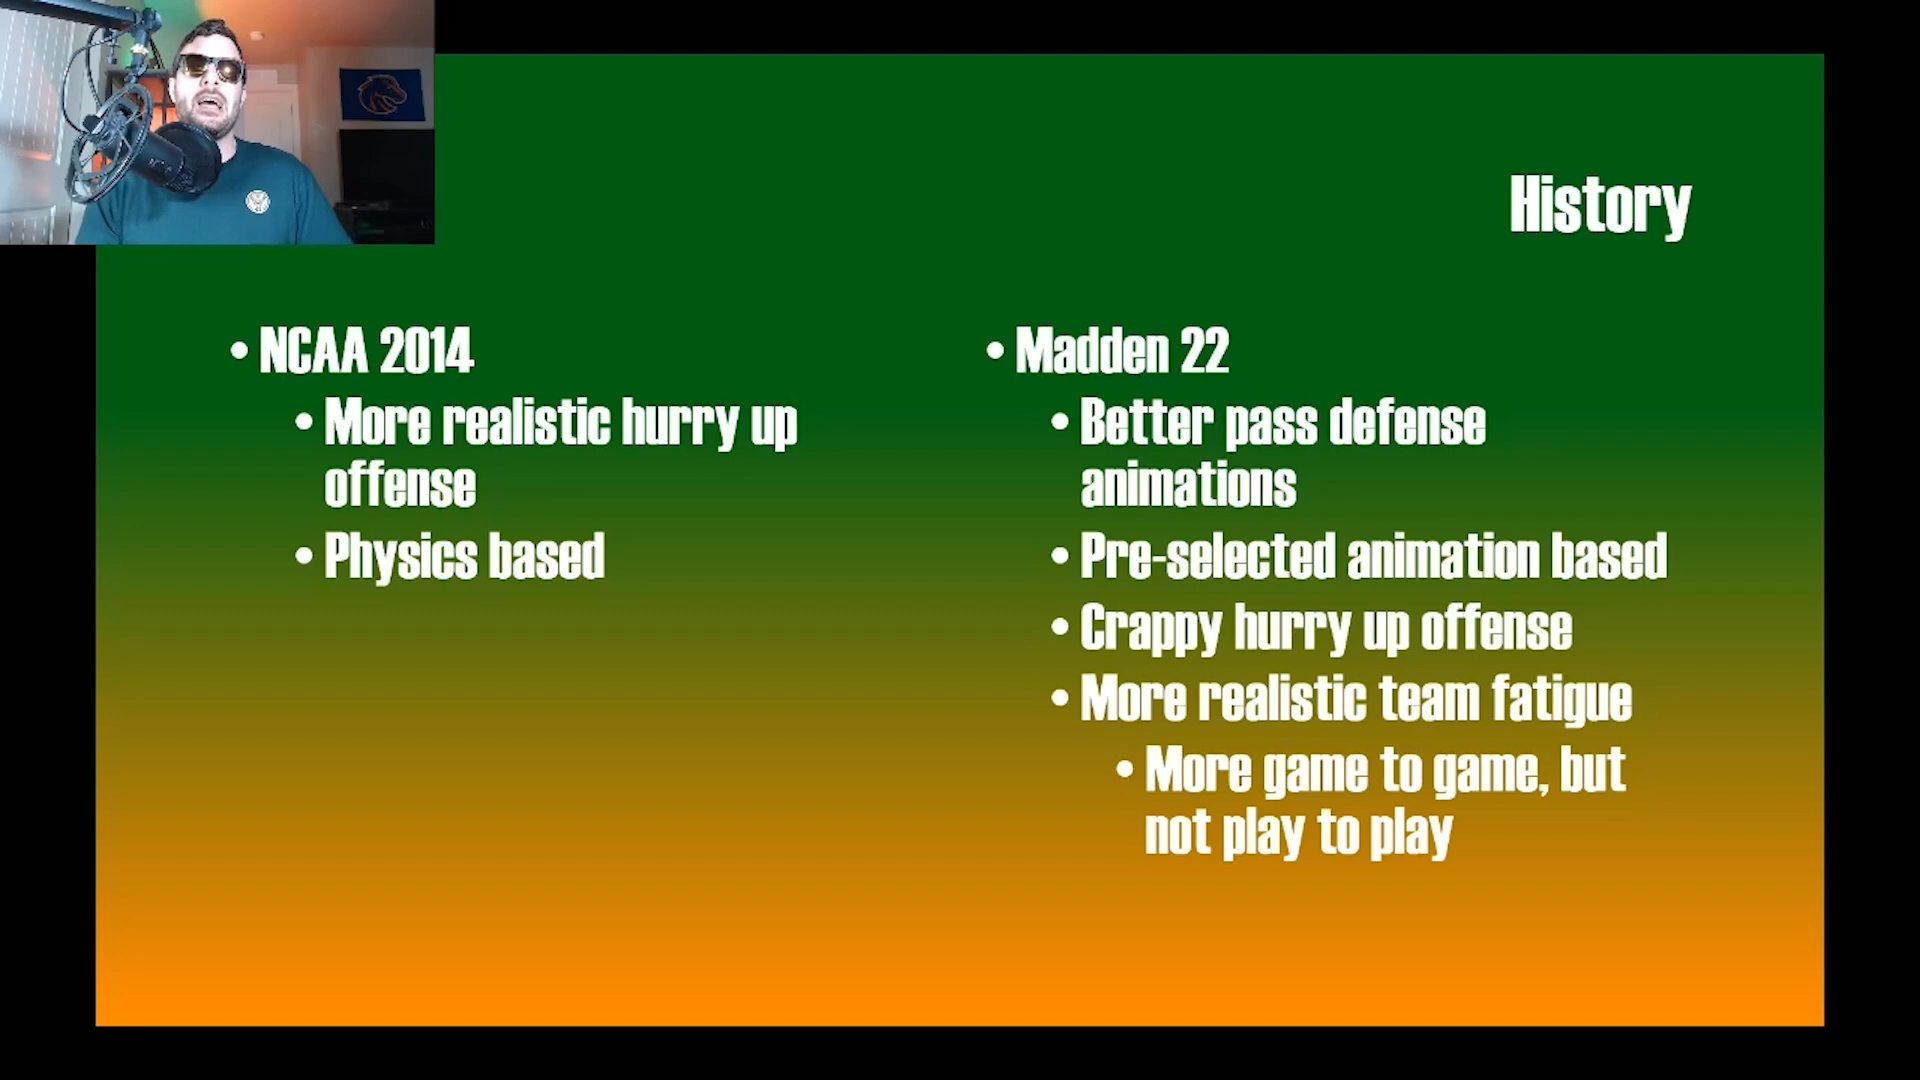 History
• NCAA 2014
• More realistic hurry up
offense
• Physics based
• Madden 22
• Better pass defense
animations
• Pre-selected animation based
• Crappy hurry up offense
• More realistic team fatigue
• More game to game, but
not play to play